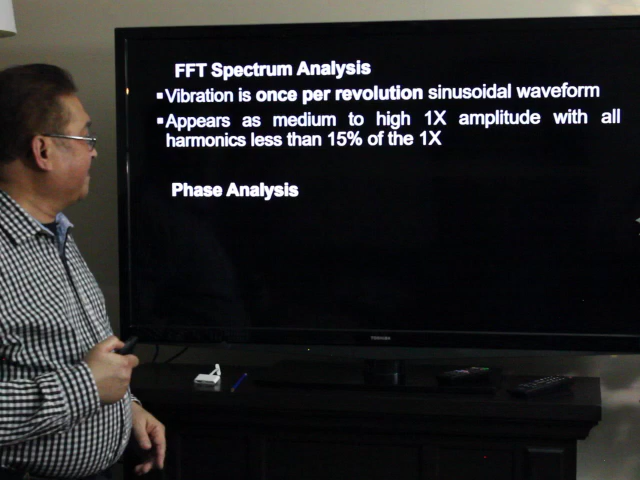 FFT Spectrum Analysis
▪Vibration is once per revolution sinusoidal waveform
▪Appears as medium to high 1X amplitude with all
harmonics less than 15% of the 1X
Phase Analysis
TOSHIBA